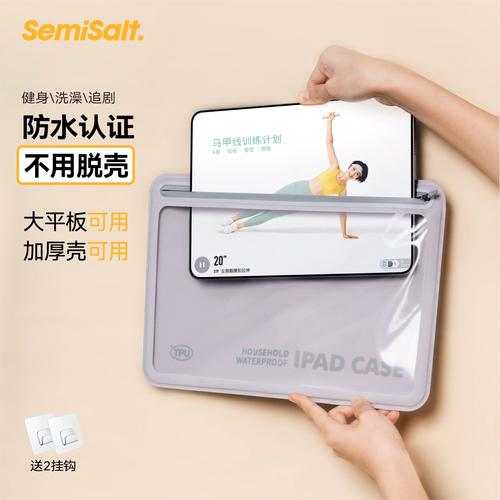 SemiSalt.
健身\洗澡\追剧
防水认证
不用脱壳
大平板可用
加厚壳可用
马甲线训练计划
20"
TPU
HOUSEHOLD
WATERPROOF
IPAD CASE
送2挂钩